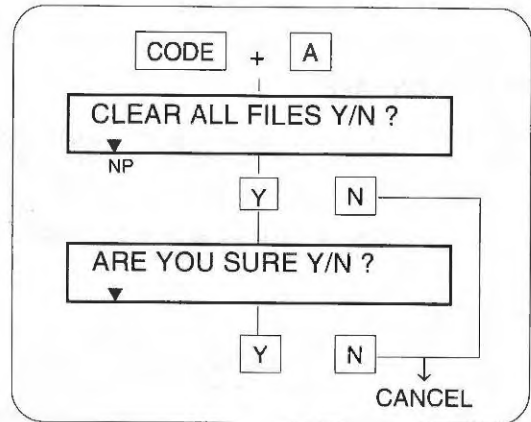 CODE + A
CLEAR ALL FILES Y/N ?
NP
Y N
ARE YOU SURE Y/N ?
Y N
CANCEL